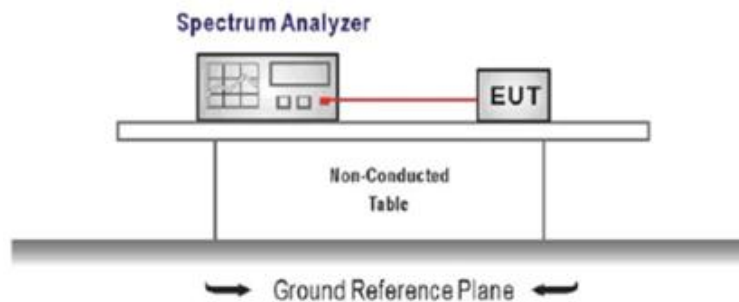 Spectrum Analyzer
EUT
Non-Conducted
Table
Ground Reference Plane